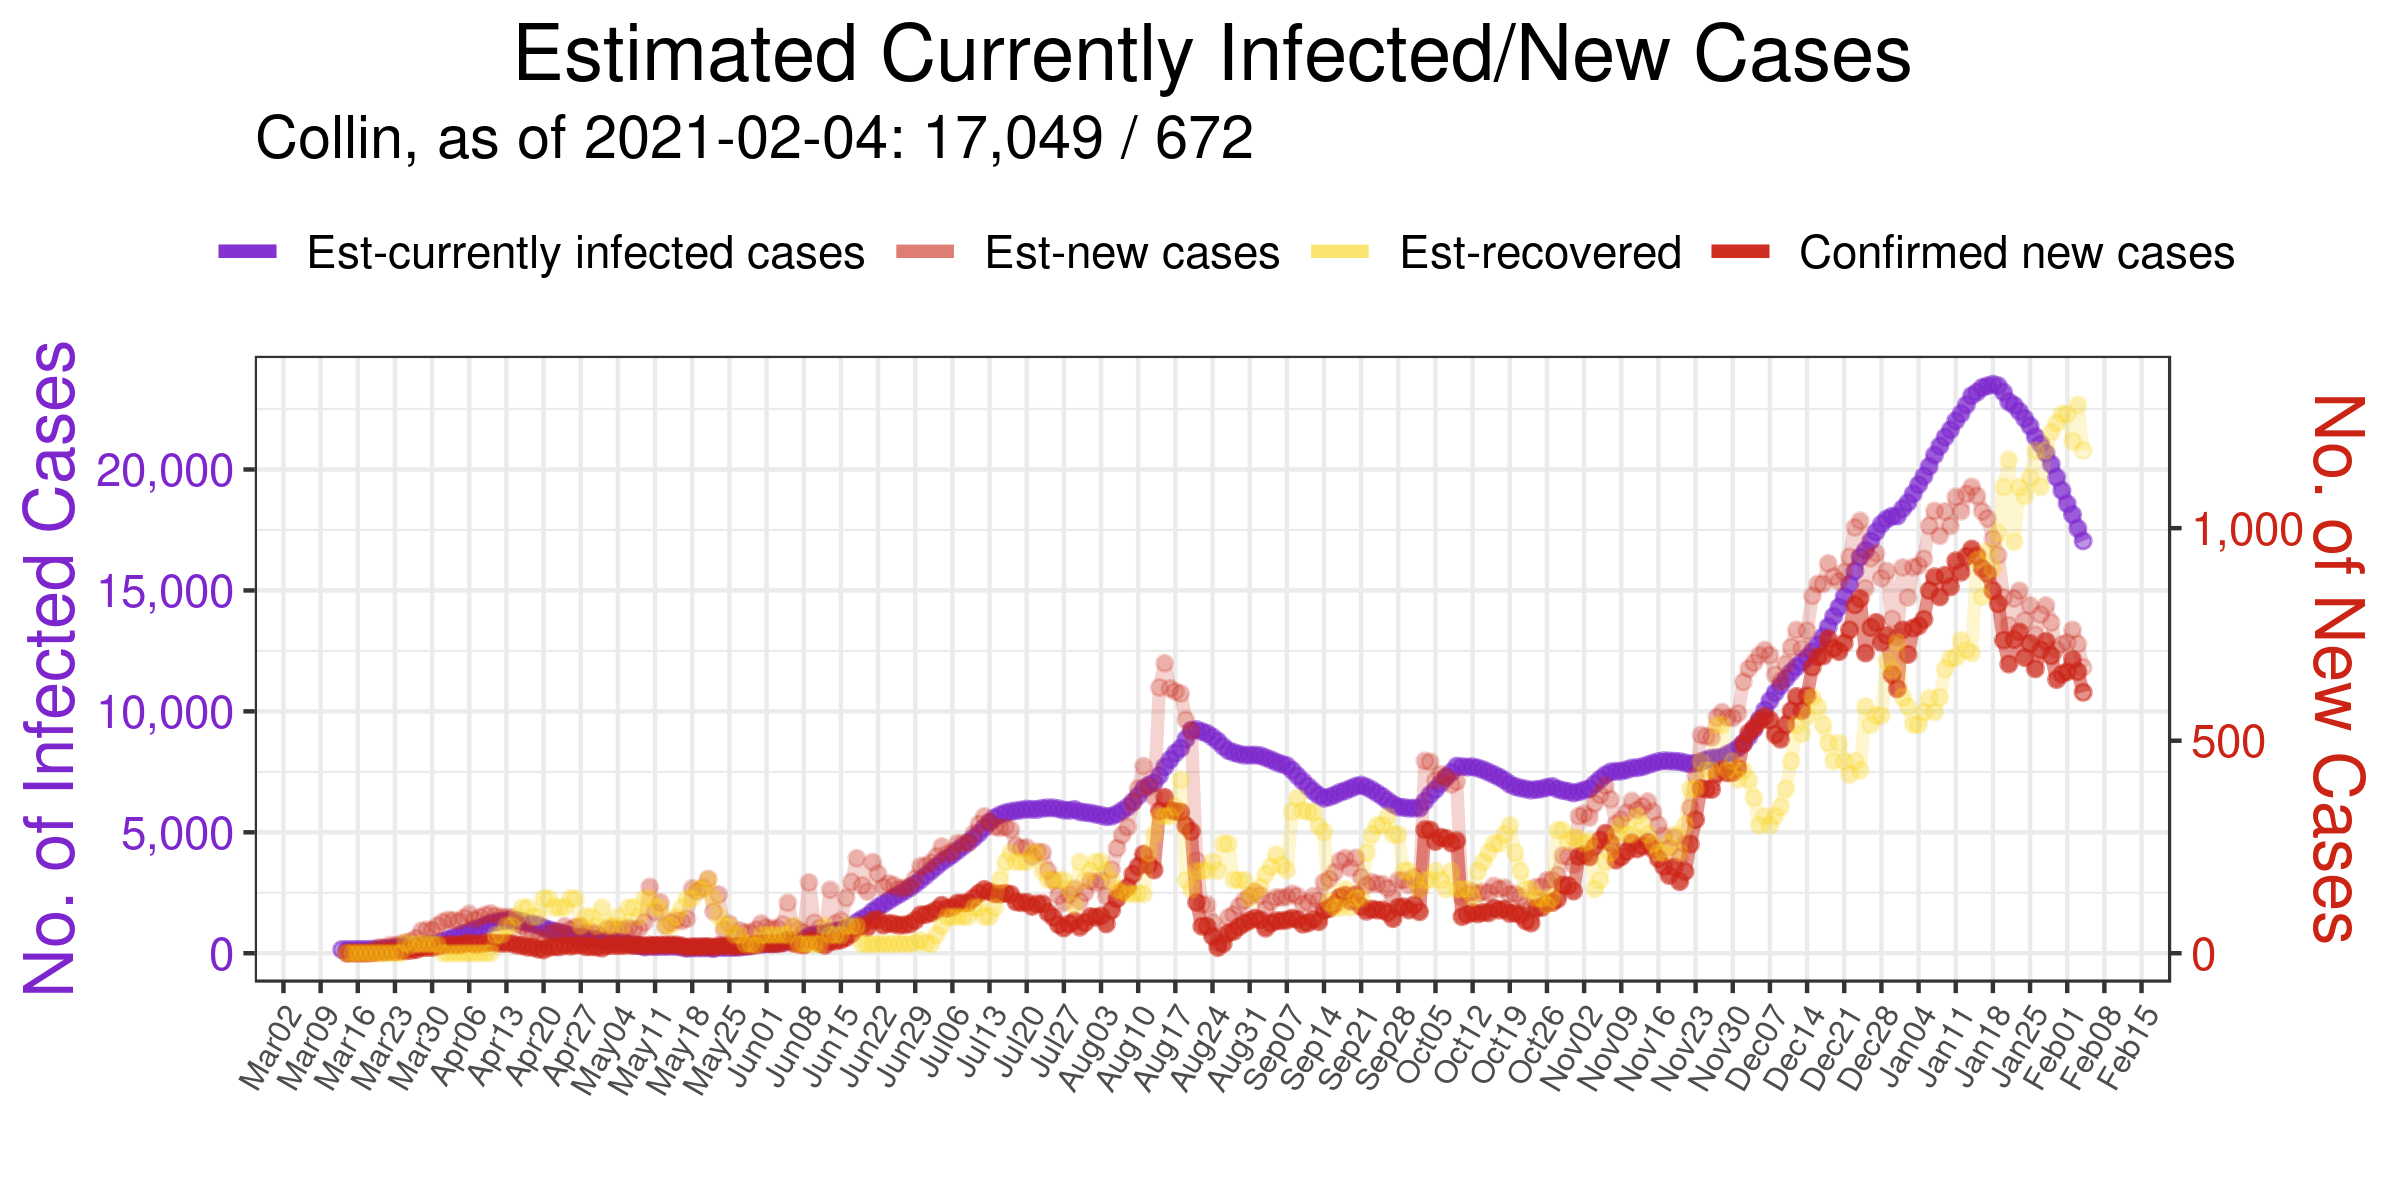 Estimated Currently Infected/New Cases
Collin, as of 2021-02-04: 17,049 / 672
Est-currently infected cases Est-new cases Est-recovered Confirmed new cases
No. of Infected Cases
20,000
15,000
10,000
5,000
0
1,000
500
0
No. of New Cases
Mar02 Mar09 Mar16 Mar23 Mar30 Apr06 Apr13 Apr20 Apr27 May04 May11 May18 May25 Jun01 Jun08 Jun15 Jun22 Jun29 Jul06 Jul13 Jul20 Jul27 Aug03 Aug10 Aug17 Aug24 Aug31 Sep07 Sep14 Sep21 Sep28 Oct05 Oct12 Oct19 Oct26 Nov02 Nov09 Nov16 Nov23 Nov30 Dec07 Dec14 Dec21 Dec28 Jan04 Jan11 Jan18 Jan25 Feb01 Feb08 Feb15